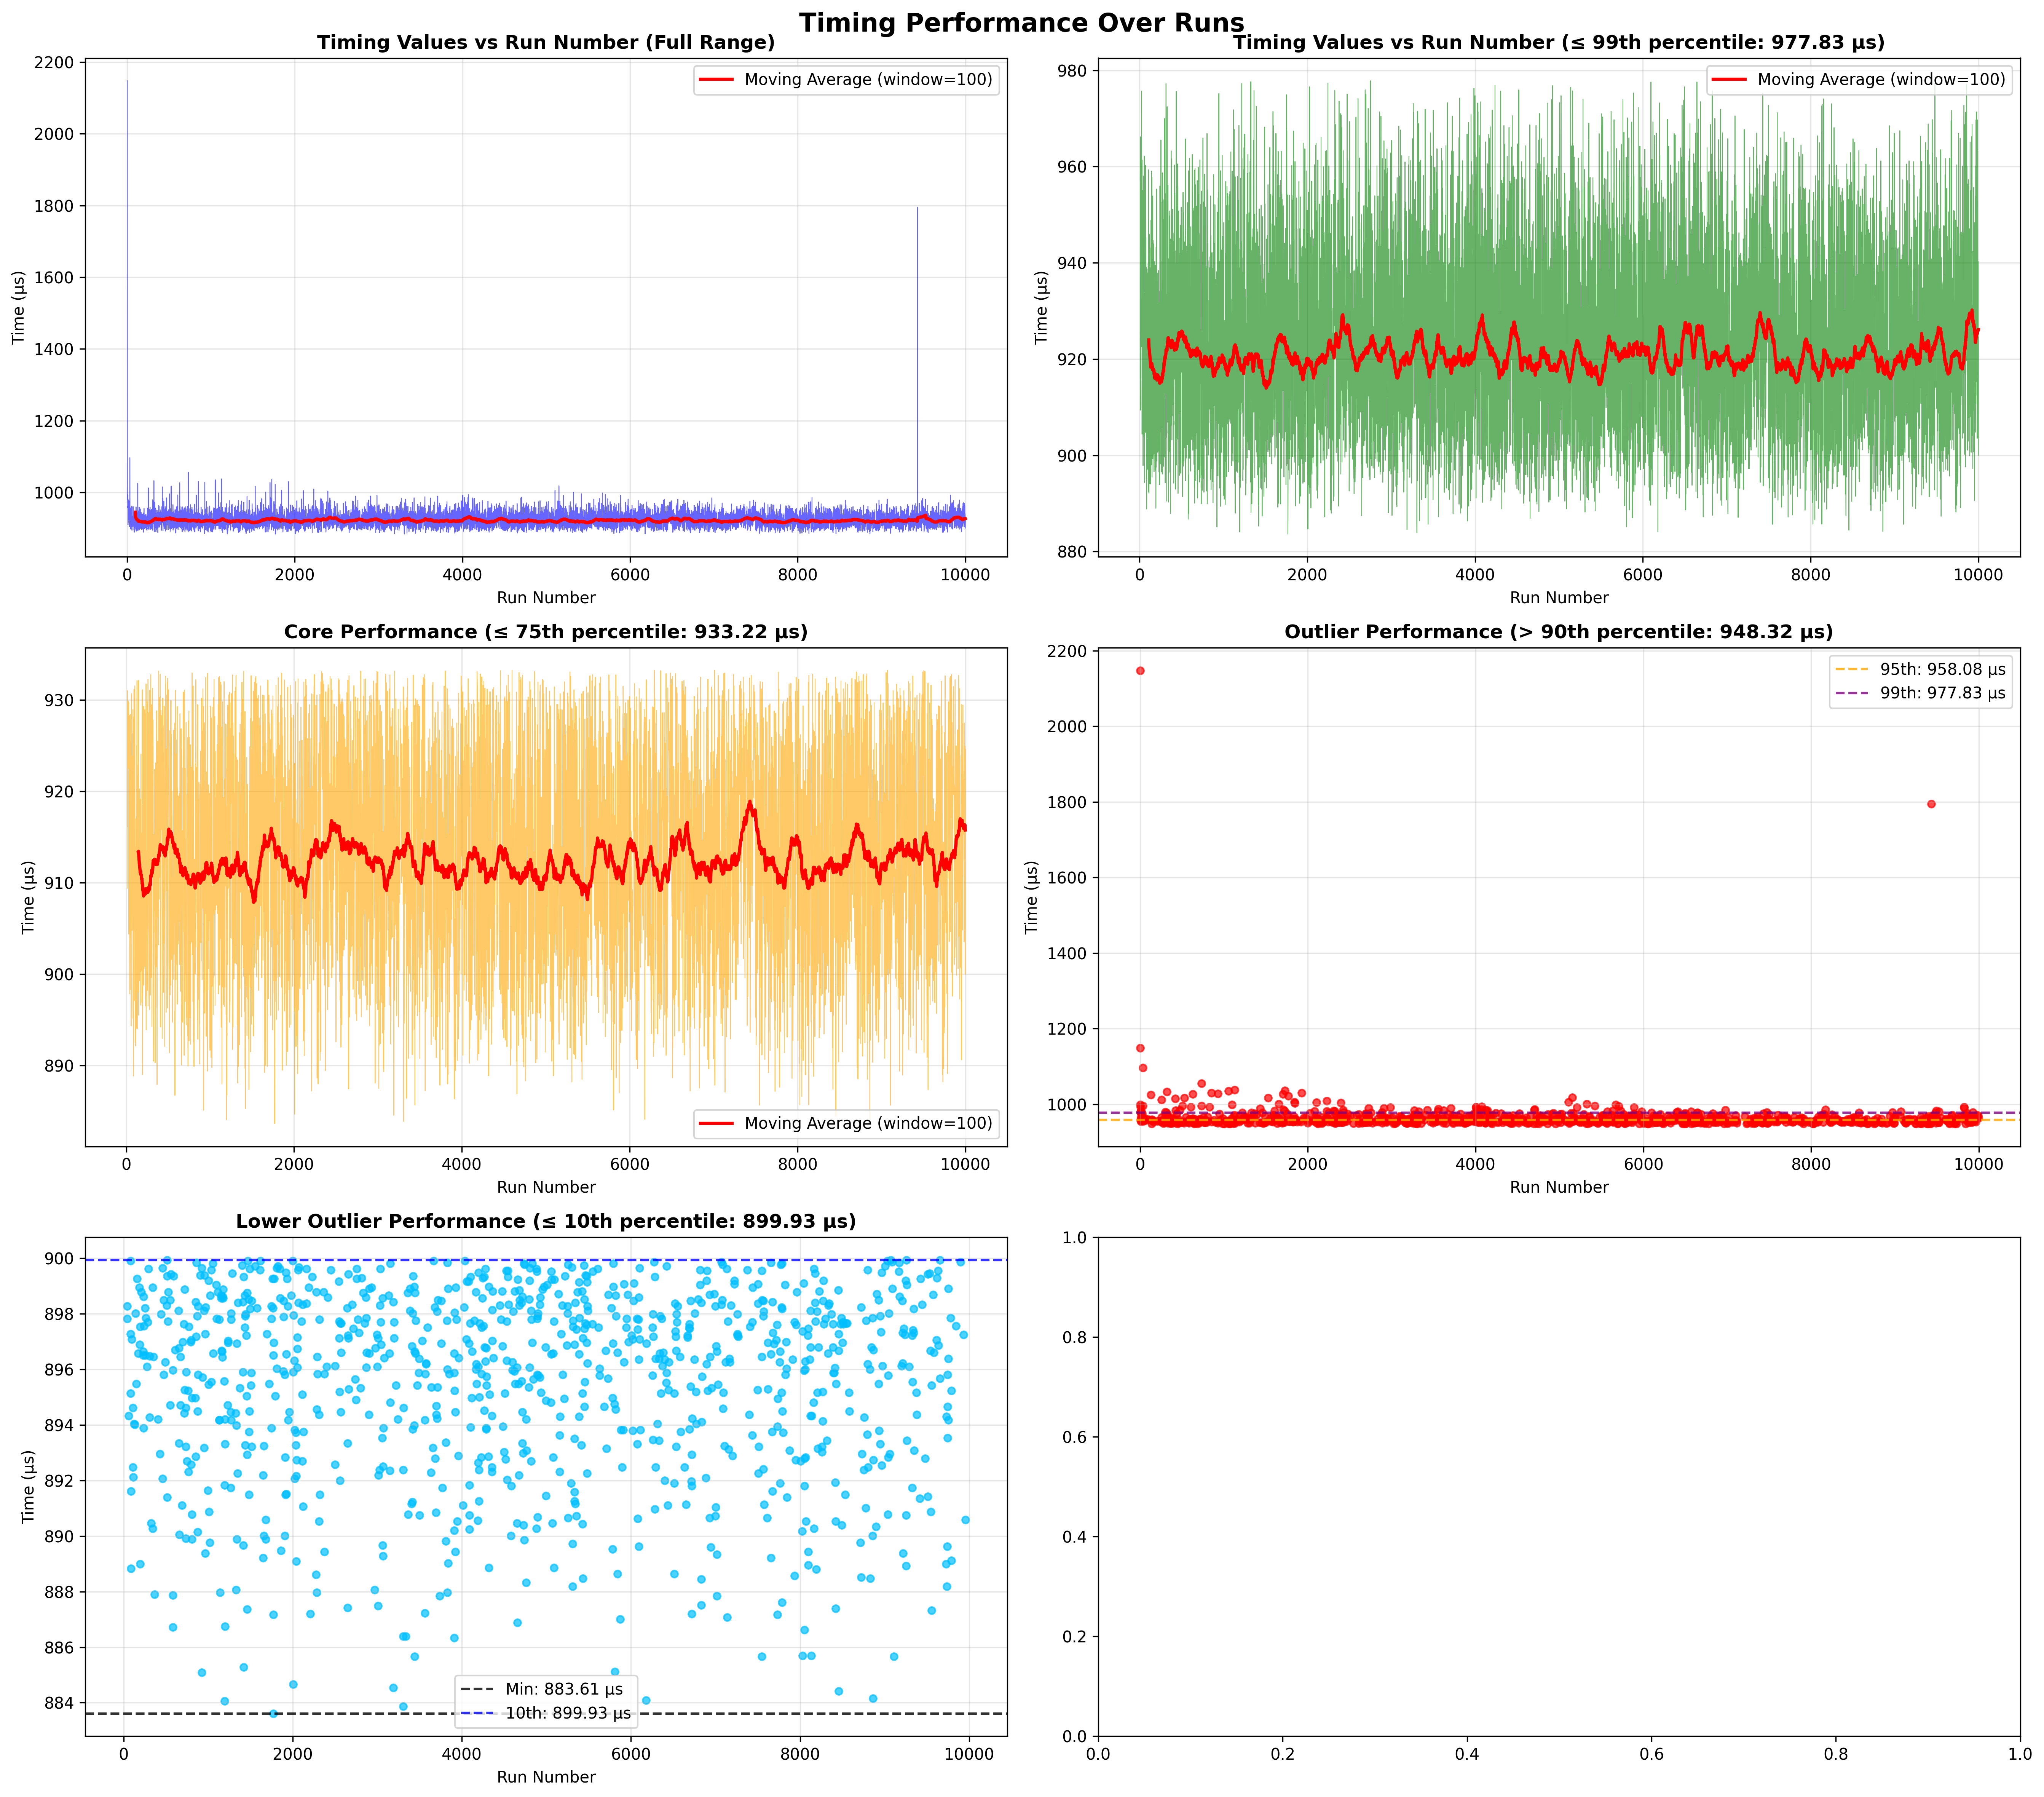 Timing Performance Over Runs
Timing Values vs Run Number (Full Range)
2200
2000
1800
1600
1400
1200
1000
Time (µs)
Moving Average (window=100)
0 2000 4000 6000 8000 10000
Run Number
Timing Values vs Run Number (≤ 99th percentile: 977.83 µs)
980
960
940
920
900
880
Time (µs)
Moving Average (window=100)
0 2000 4000 6000 8000 10000
Run Number
Core Performance (≤ 75th percentile: 933.22 µs)
930
920
910
900
890
Time (µs)
Moving Average (window=100)
0 2000 4000 6000 8000 10000
Run Number
Outlier Performance (> 90th percentile: 948.32 µs)
2200
2000
1800
1600
1400
1200
1000
Time (µs)
95th: 958.08 µs
99th: 977.83 µs
0 2000 4000 6000 8000 10000
Run Number
Lower Outlier Performance (≤ 10th percentile: 899.93 µs)
900
898
896
894
892
890
888
886
884
Time (µs)
Min: 883.61 µs
10th: 899.93 µs
0 2000 4000 6000 8000 10000
Run Number
1.0
0.8
0.6
0.4
0.2
0.0
0.0 0.2 0.4 0.6 0.8 1.0